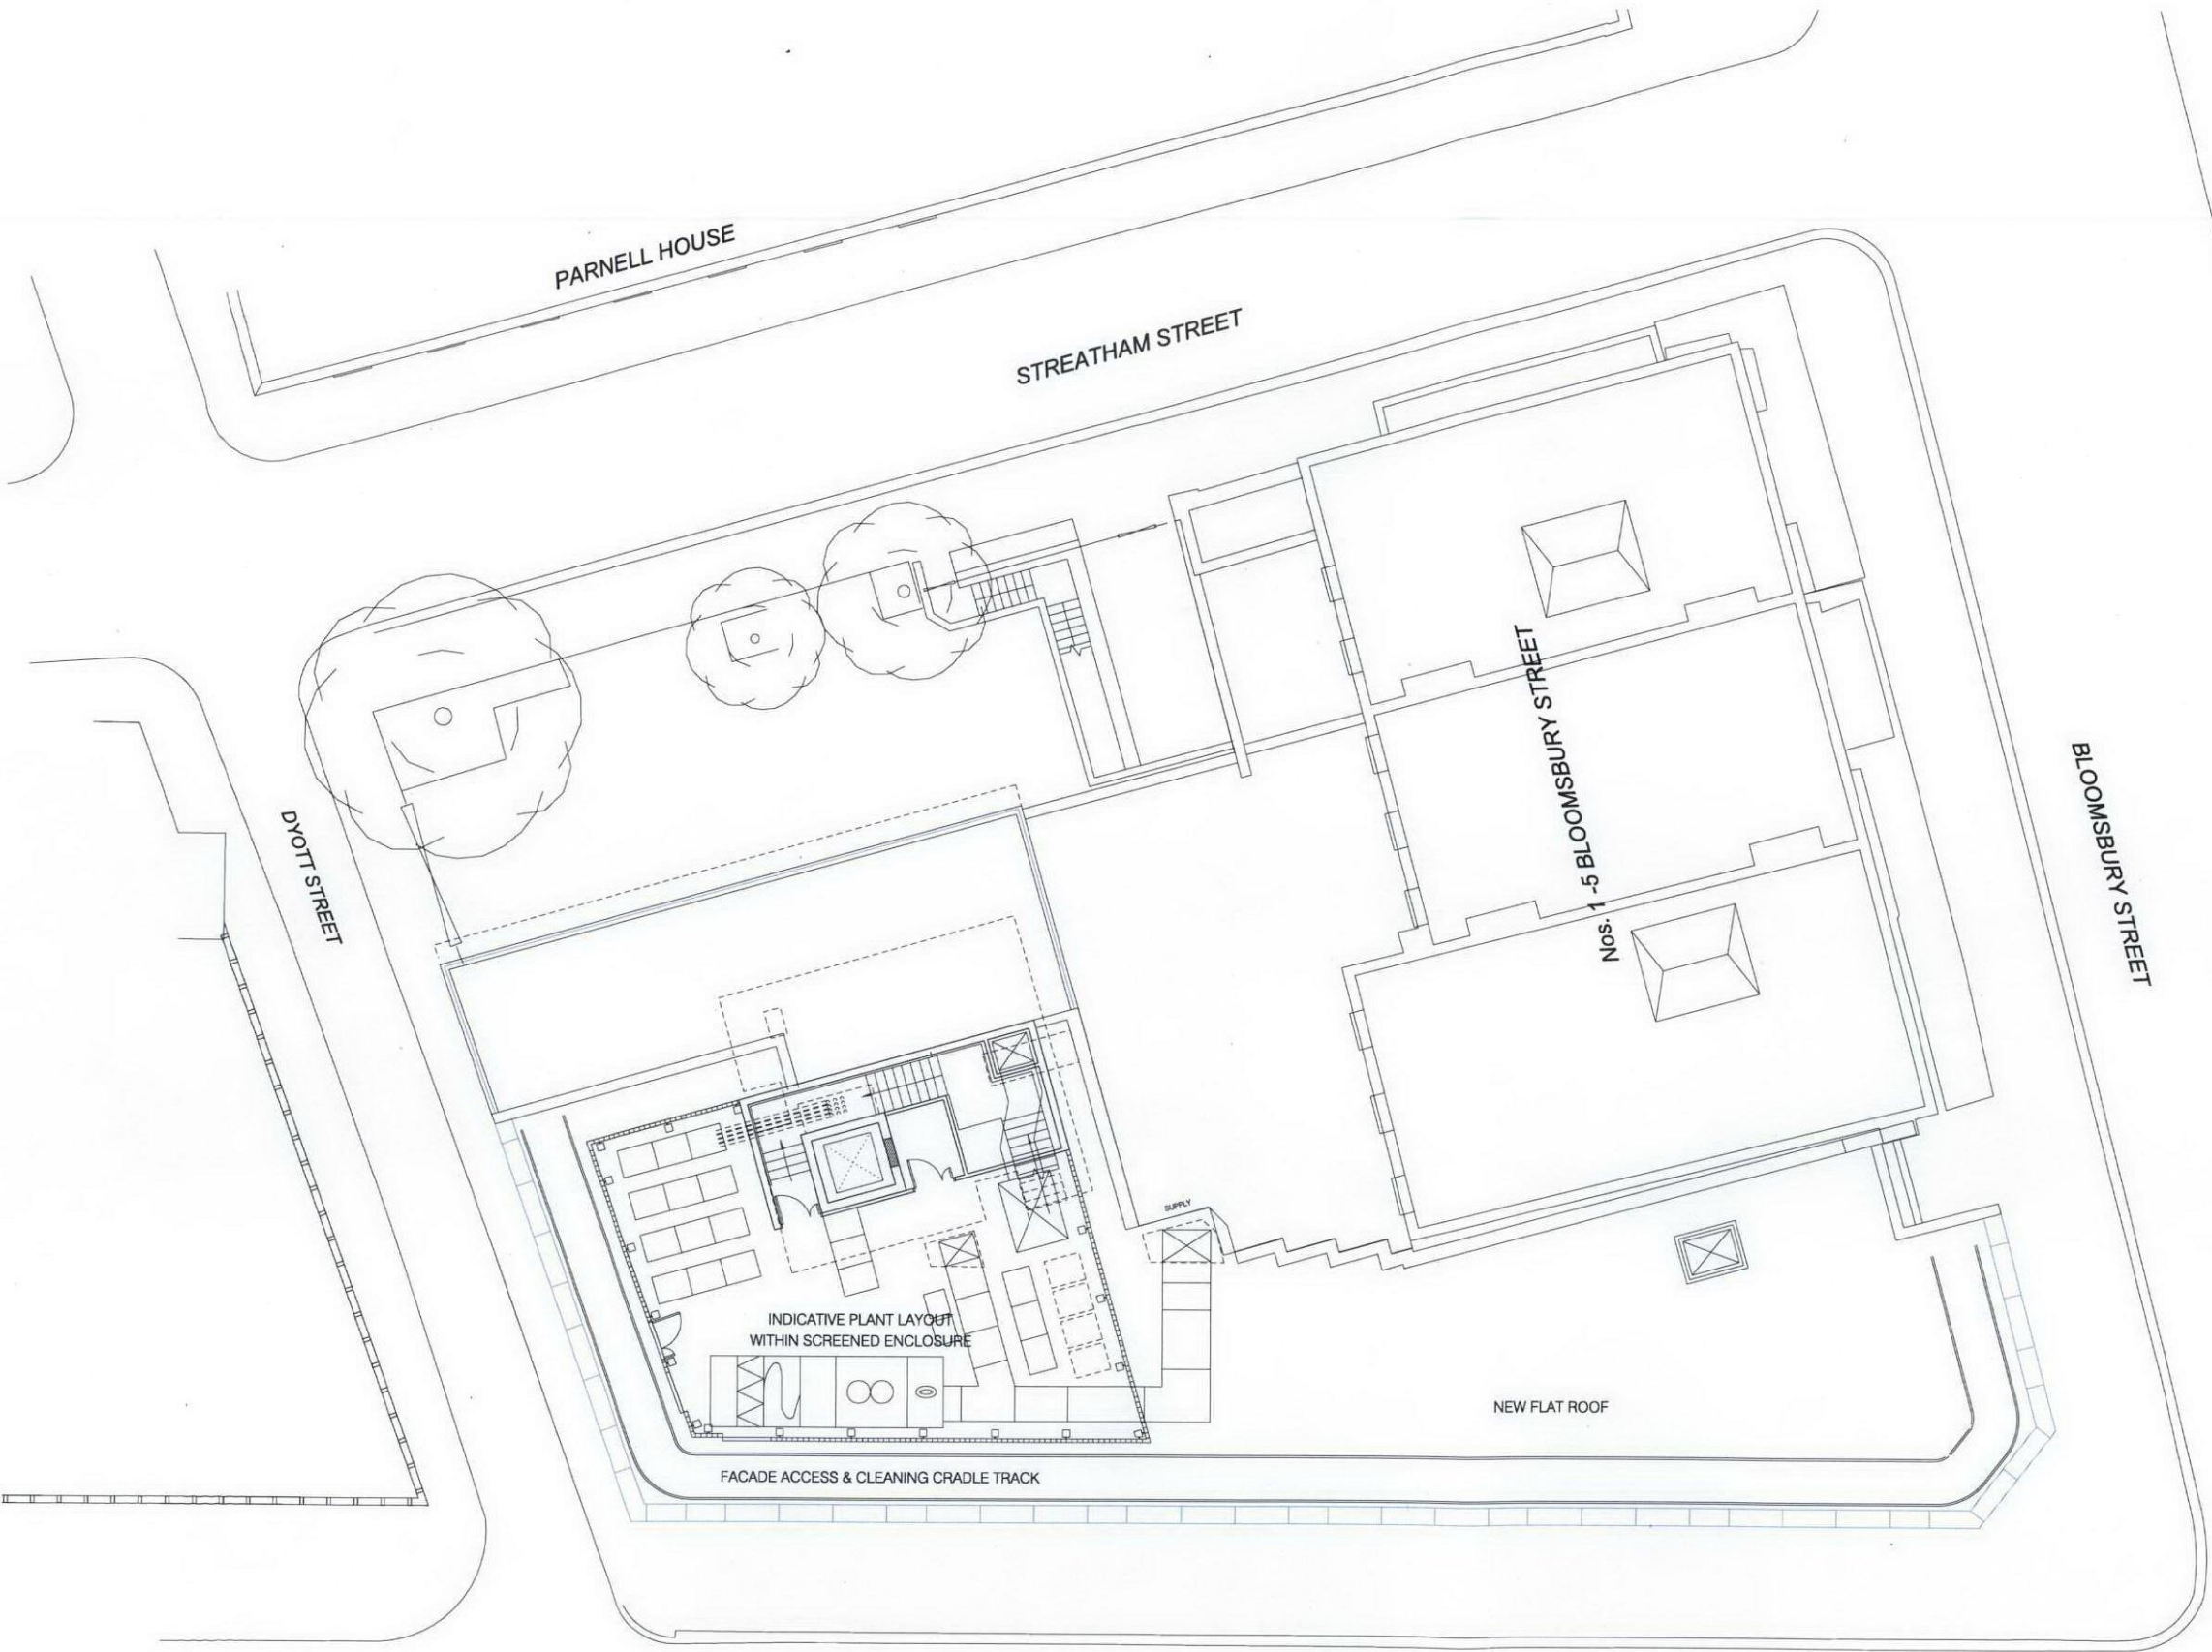 PARNELL HOUSE
STREATHAM STREET
DYOTT STREET
Nos. 1 -5 BLOOMSBURY STREET
BLOOMSBURY STREET
SUPPLY
INDICATIVE PLANT LAYOUT
WITHIN SCREENED ENCLOSURE
NEW FLAT ROOF
FACADE ACCESS & CLEANING CRADLE TRACK